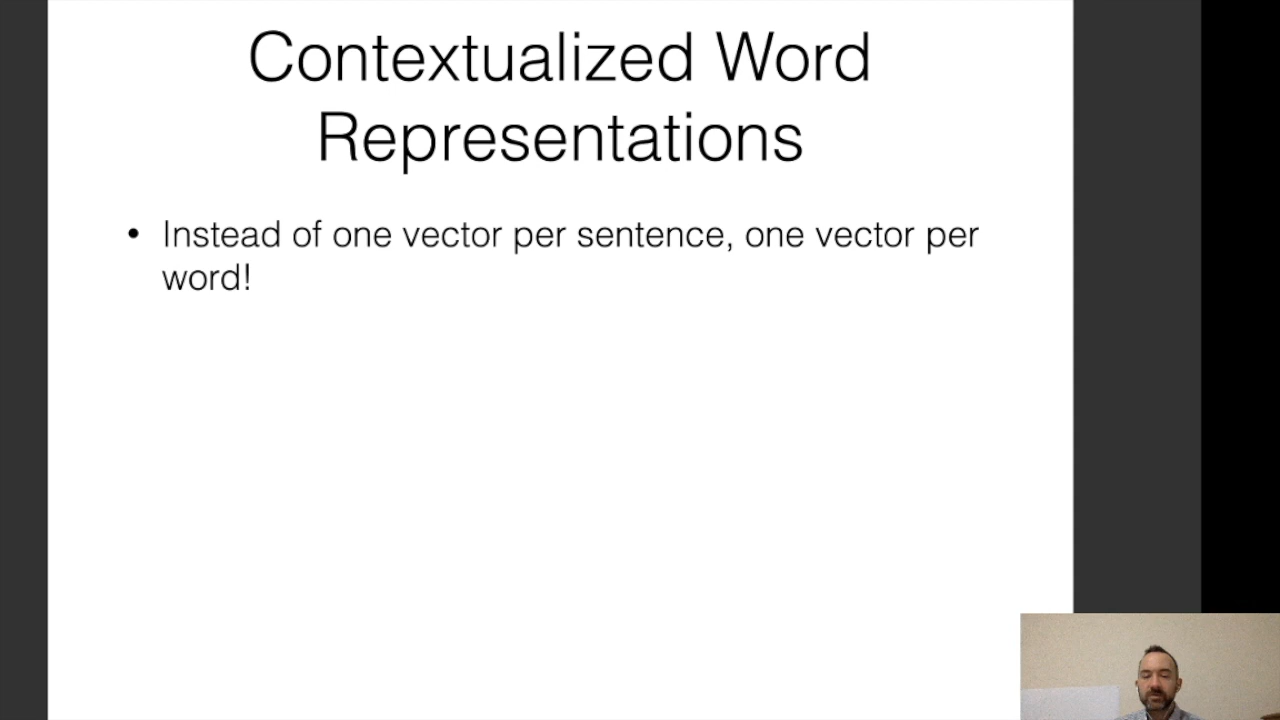 Contextualized Word
Representations
• Instead of one vector per sentence, one vector per
word!